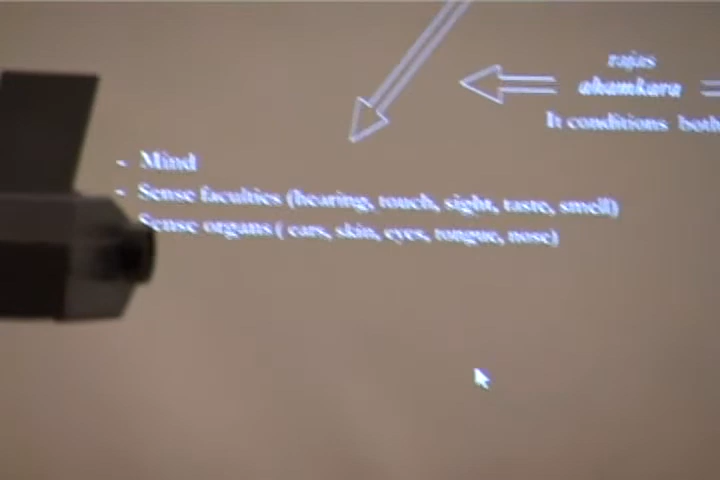 rajas
ahamkara
It conditions both
- Mind
- Sense faculties (hearing, touch, sight, taste, smell)
Sense organs ( ears, skin, eyes, tongue, nose)